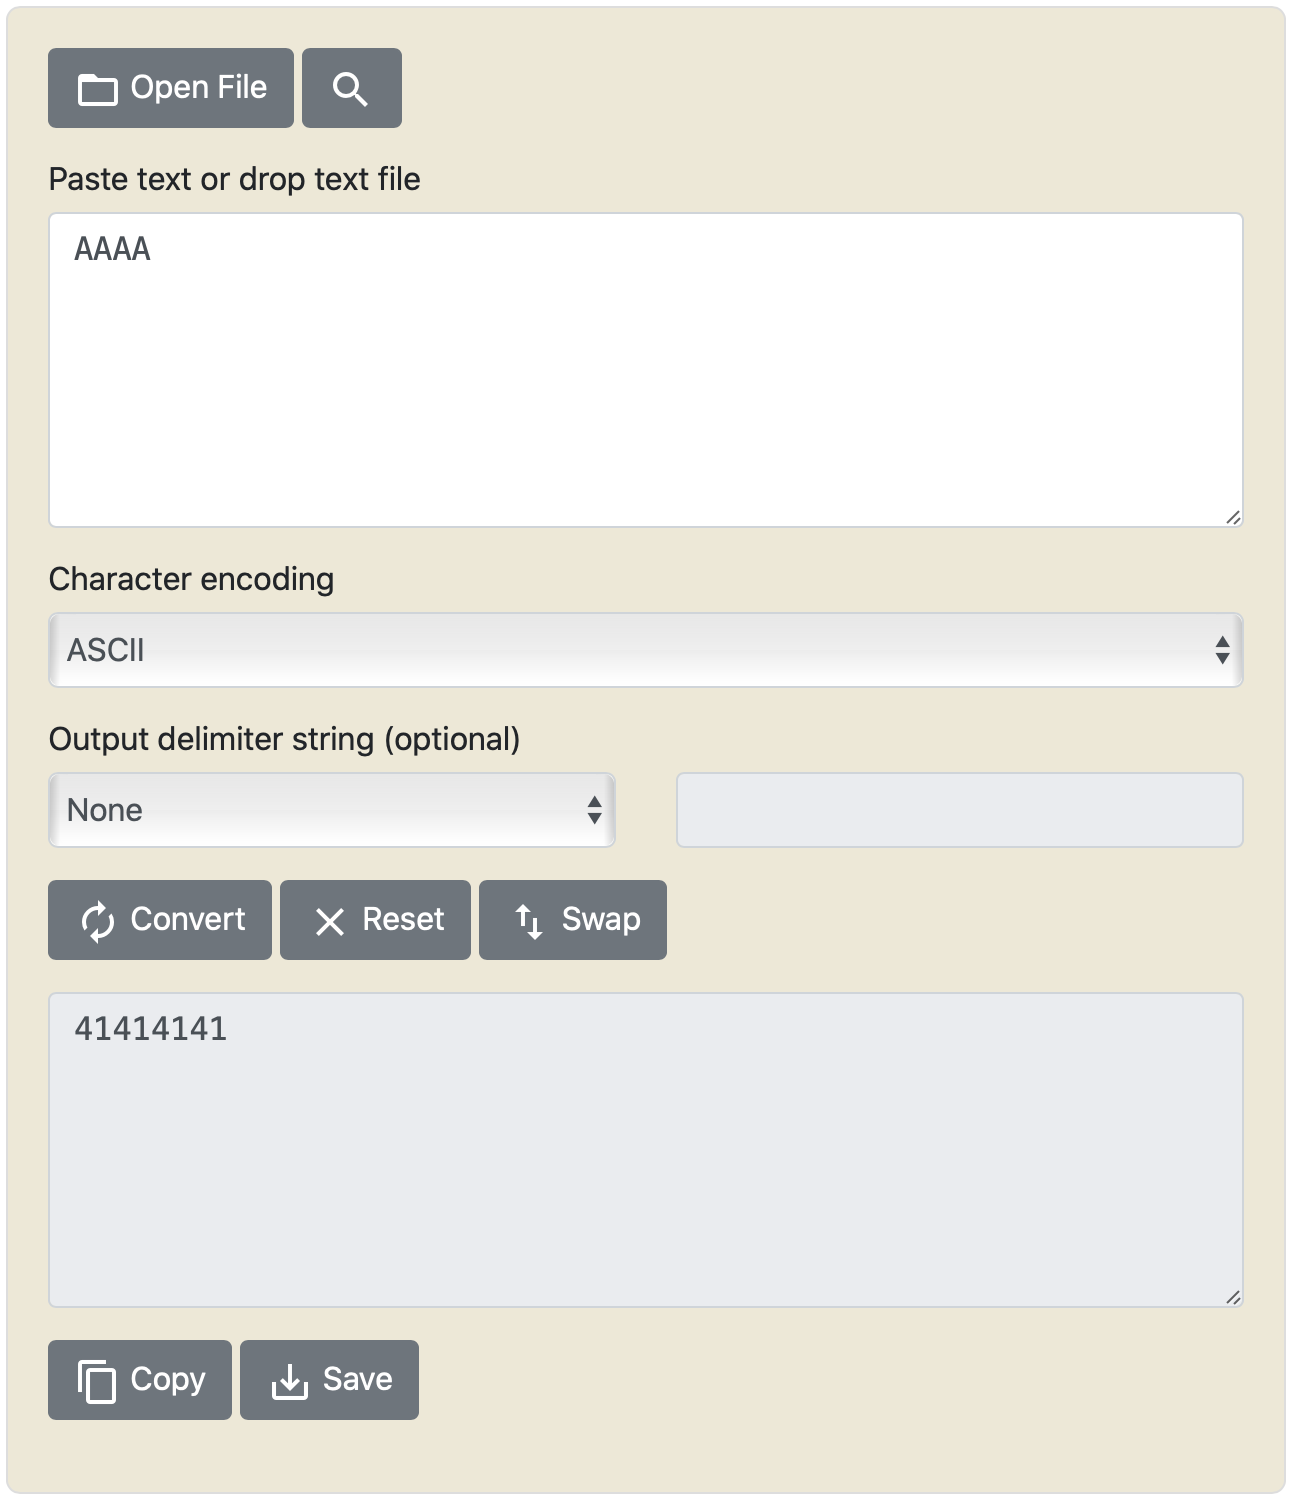 Open File
Paste text or drop text file
AAAA
Character encoding
ASCII
Output delimiter string (optional)
None
Convert Reset Swap
41414141
Copy Save